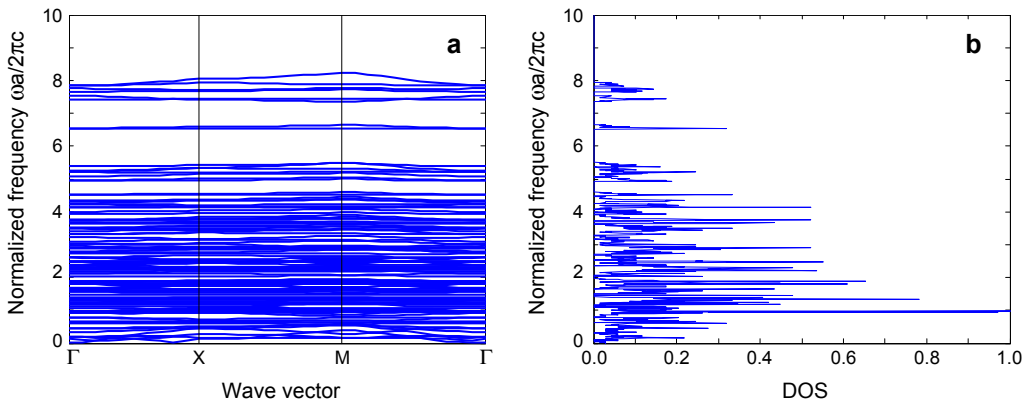 10
8
6
4
2
0
Normalized frequency ωa/2πc
a
Γ X M Γ
Wave vector
10
8
6
4
2
0
Normalized frequency ωa/2πc
b
0.0 0.2 0.4 0.6 0.8 1.0
DOS